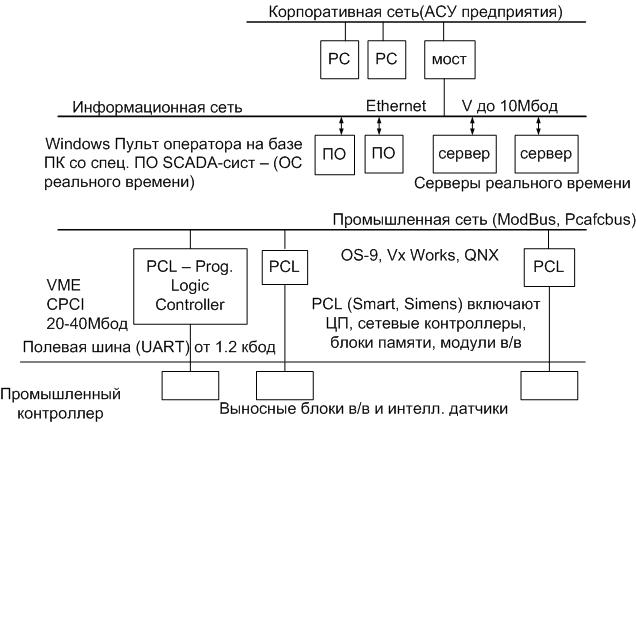 Корпоративная сеть(АСУ предприятия)
РС РС мост
Информационная сеть Ethernet V до 10Мбод
Windows Пульт оператора на базе
ПК со спец. ПО SCADA-сист – (ОС
реального времени)
ПО ПО сервер сервер
Серверы реального времени
Промышленная сеть (ModBus, Pcafcbus)
PCL – Prog.
Logic
Controller
PCL
OS-9, Vx Works, QNX
PCL
VME
CPCI
20-40Мбод
PCL (Smart, Simens) включают
ЦП, сетевые контроллеры,
блоки памяти, модули в/в
Полевая шина (UART) от 1.2 кбод
Промышленный
контроллер
Выносные блоки в/в и интелл. датчики